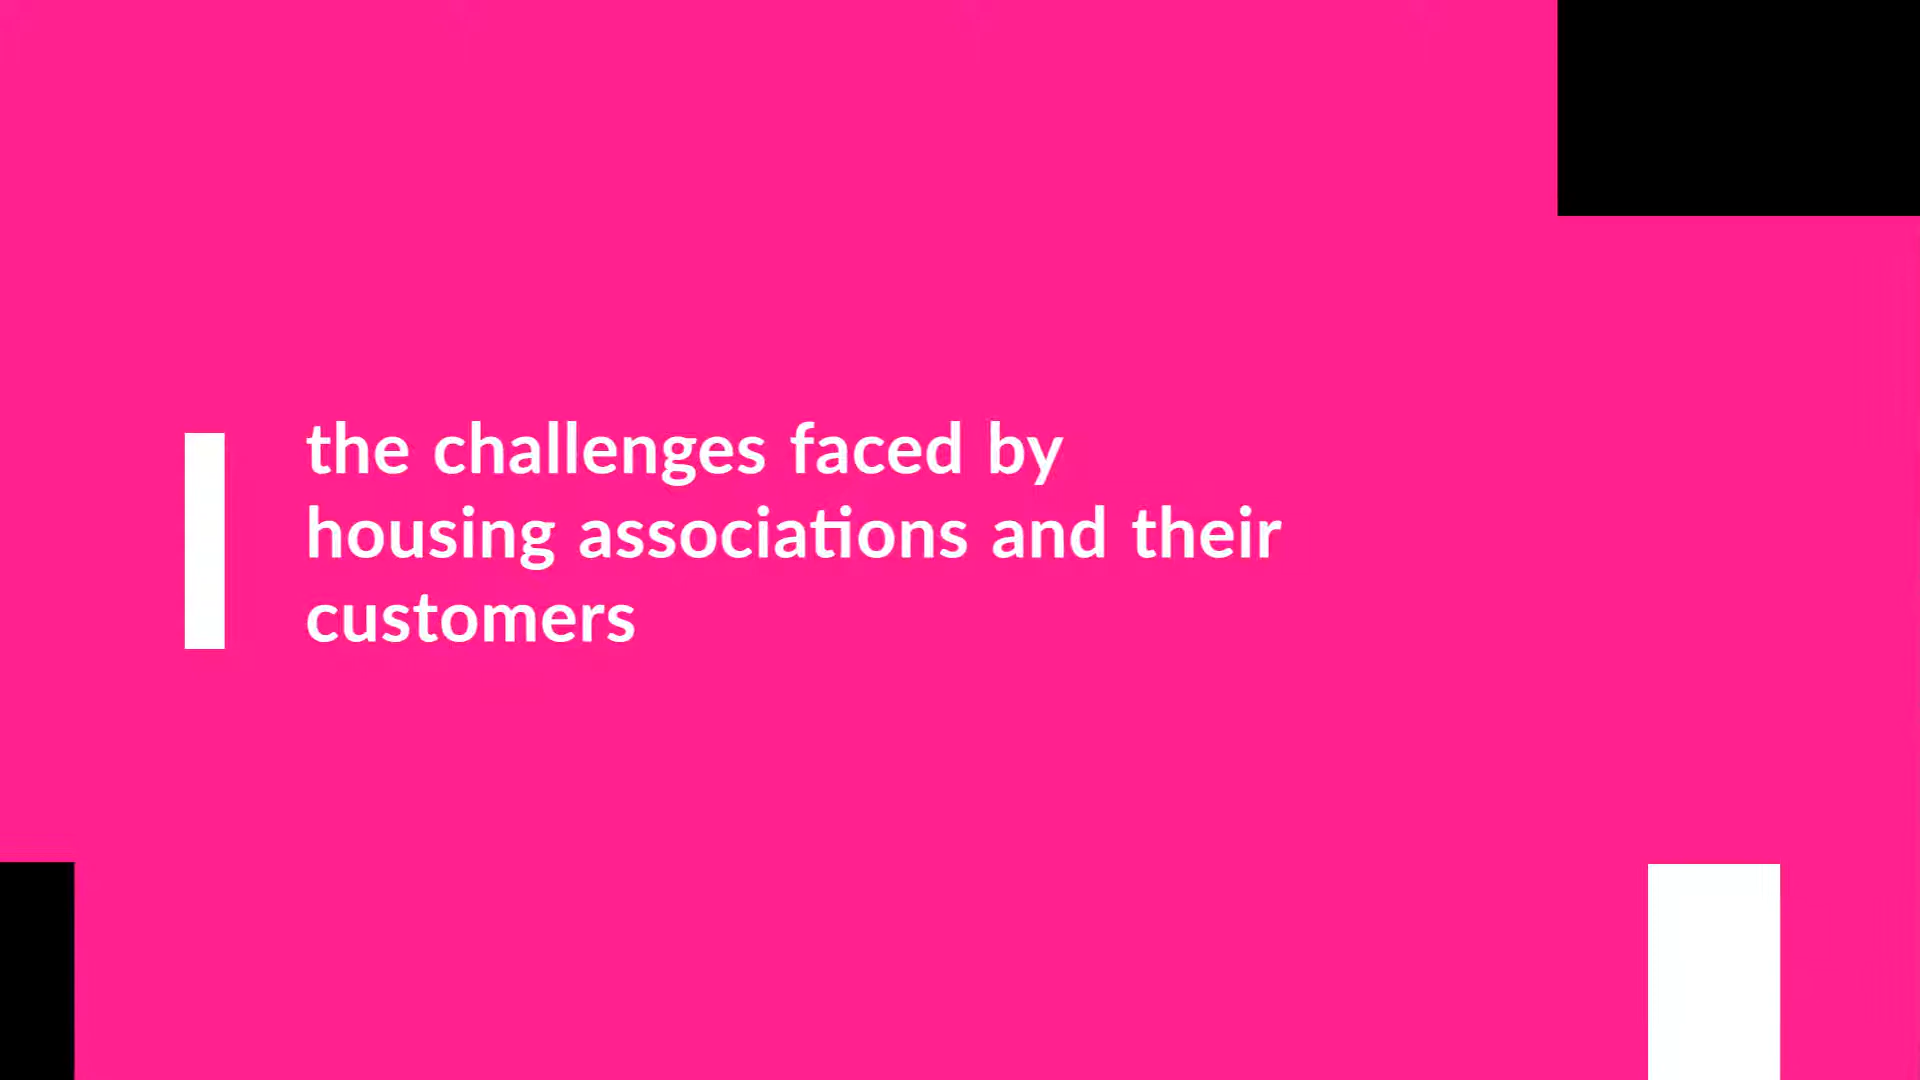 the challenges faced by
housing associations and their
customers